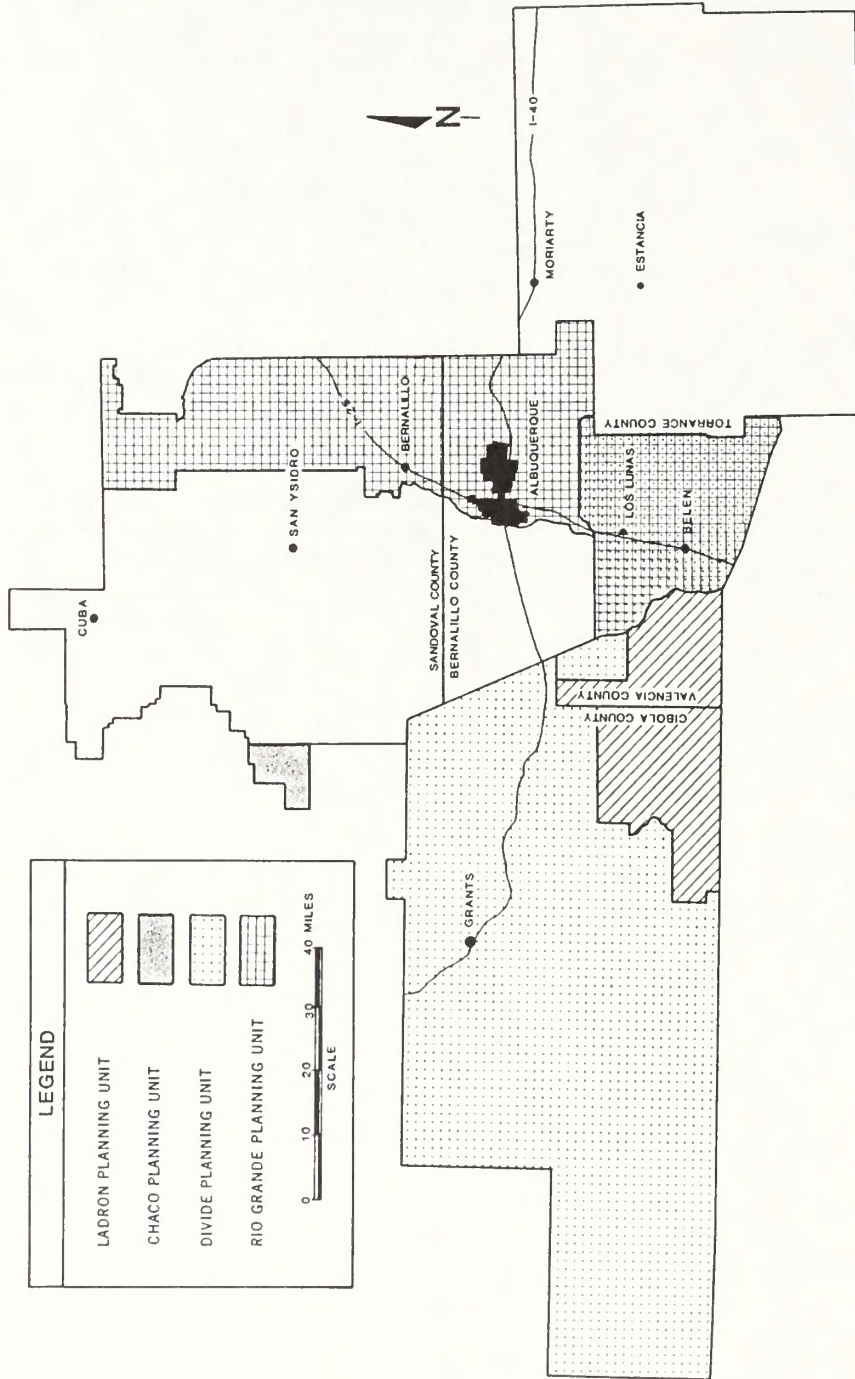 LEGEND
LADRON PLANNING UNIT
CHACO PLANNING UNIT
DIVIDE PLANNING UNIT
RIO GRANDE PLANNING UNIT
0 10 20 30 40 MILES
SCALE
N
CUBA
SAN YSIDRO
I-25
BERNALILLO
SANDOVAL COUNTY
BERNALILLO COUNTY
ALBUQUERQUE
GRANTS
MORIARTY
I-40
ESTANCIA
TORRANCE COUNTY
LOS LUNAS
BELEN
CIBOLA COUNTY
VALENCIA COUNTY